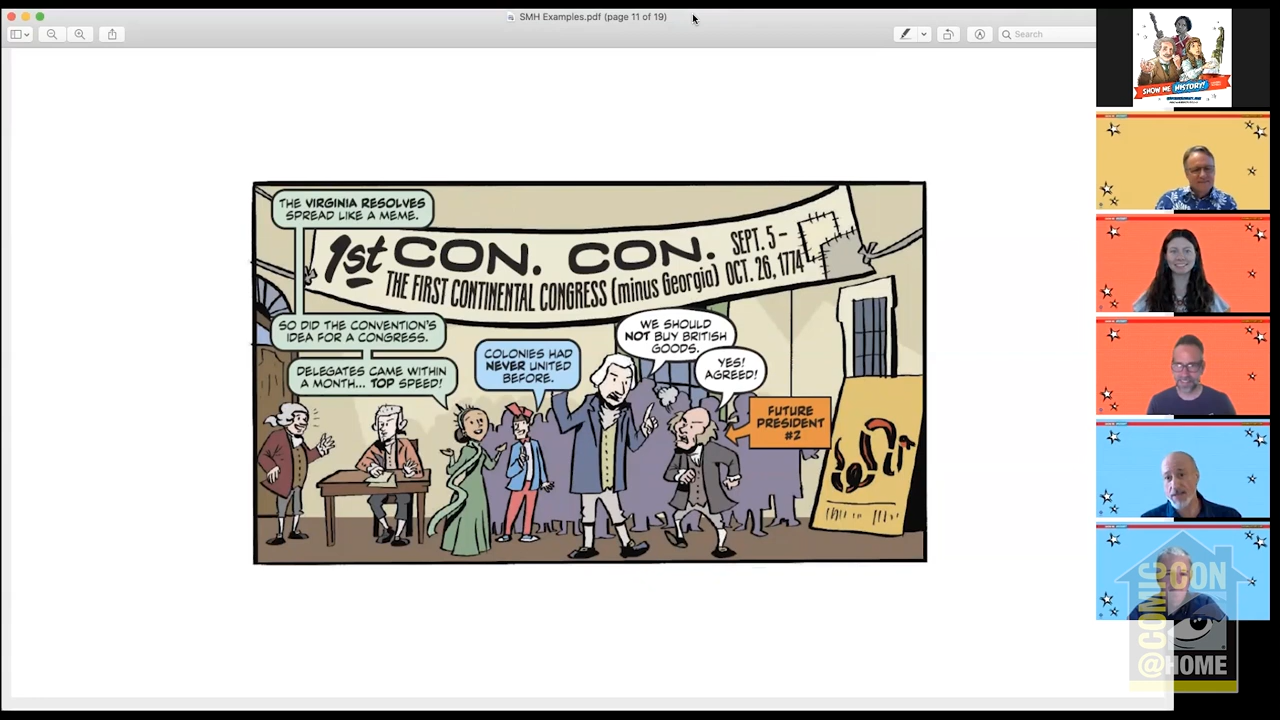 SMH Examples.pdf (page 11 of 19)
Search
SHOW ME HISTORY!
THE VIRGINIA RESOLVES
SPREAD LIKE A MEME.
1st CON. CON.
SEPT. 5 –
OCT. 26, 1774
THE FIRST CONTINENTAL CONGRESS (minus Georgia)
SO DID THE CONVENTION'S
IDEA FOR A CONGRESS.
DELEGATES CAME WITHIN
A MONTH... TOP SPEED!
COLONIES HAD
NEVER UNITED
BEFORE.
WE SHOULD
NOT BUY BRITISH
GOODS.
YES!
AGREED!
FUTURE
PRESIDENT
#2
COMIC CON
@HOME